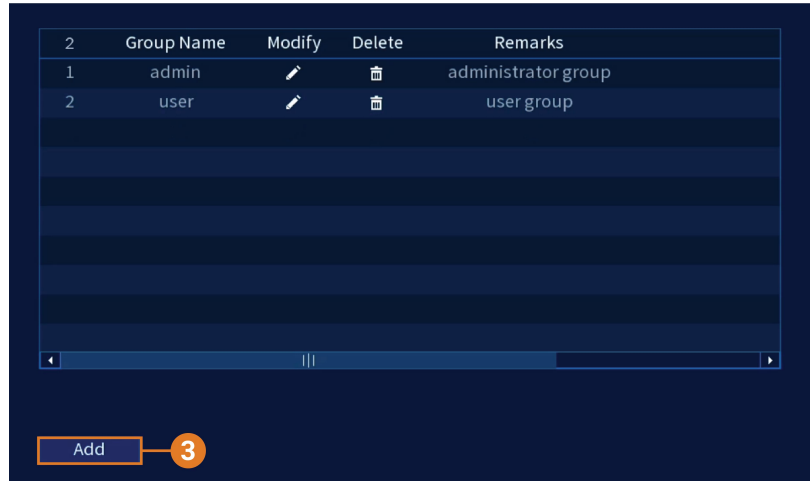 2 Group Name Modify Delete Remarks
1 admin administrator group
2 user user group
Add 3